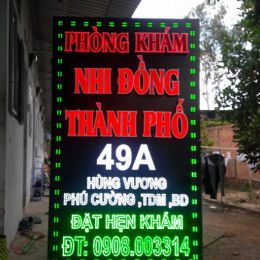 PHÒNG KHÁM
NHI ĐỒNG
THÀNH PHỐ
49A
HÙNG VƯƠNG
PHÚ CƯỜNG ,TDM ,BD
ĐẶT HẸN KHÁM
ĐT: 0908.003314